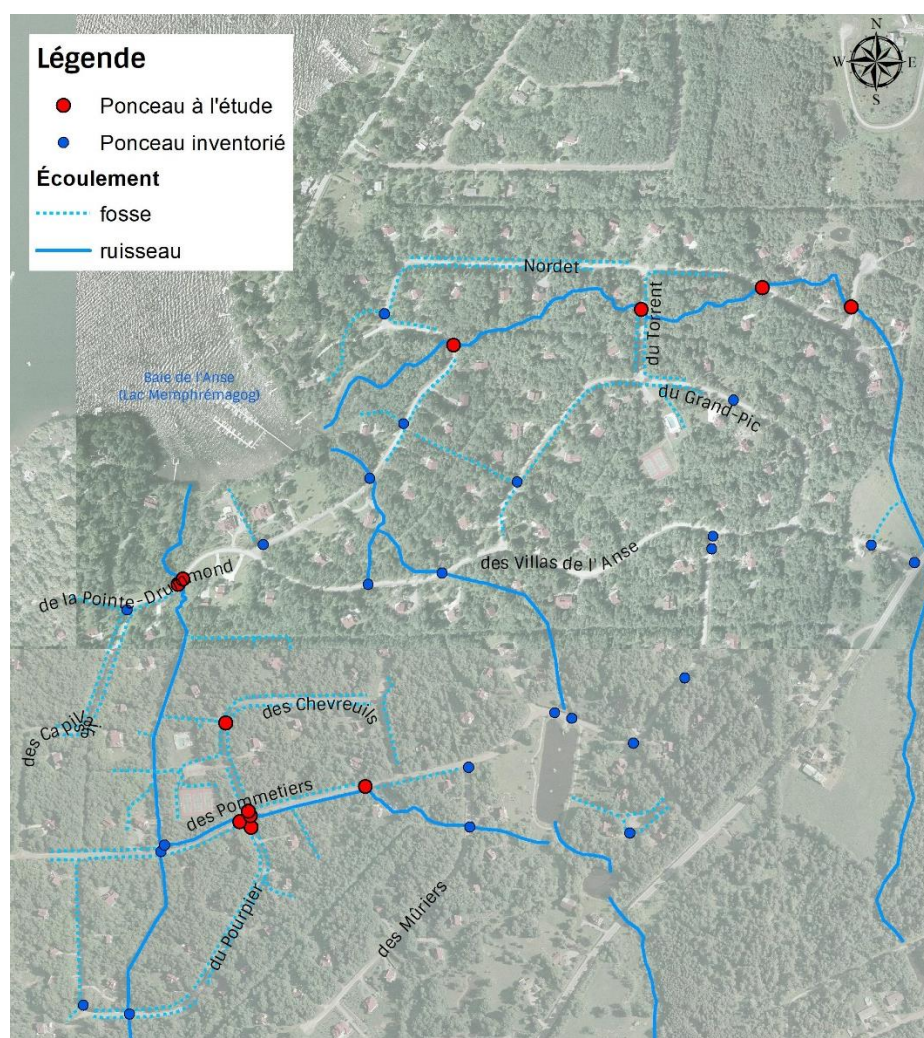 Légende
Ponceau à l'étude
Ponceau inventorié
Écoulement
fosse
ruisseau
N
W E
S
Nordet
du Torrent
du Grand-Pic
Baie de l'Anse
(Lac Memphrémagog)
des Villas de l'Anse
de la Pointe-Drummond
des Chevreuils
des Pommetiers
du Pourpier
des Mûriers